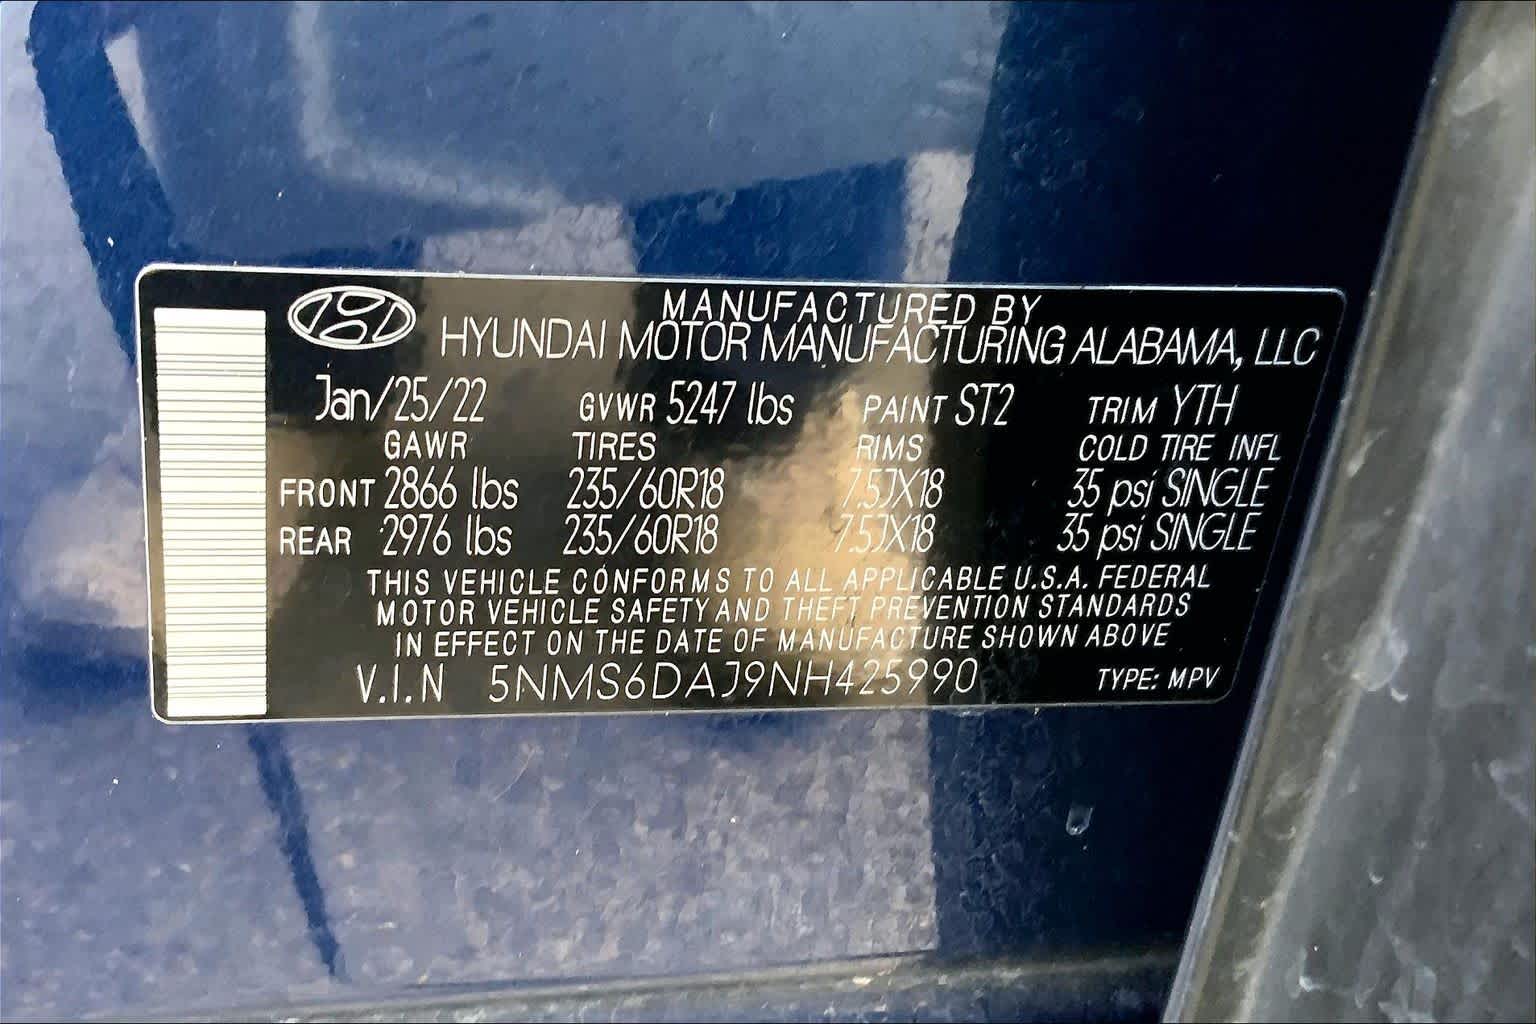 MANUFACTURED BY
HYUNDAI MOTOR MANUFACTURING ALABAMA, LLC
Jan/25/22 GVWR 5247 lbs PAINT ST2 TRIM YTH
GAWR TIRES RIMS COLD TIRE INFL
FRONT 2866 lbs 235/60R18 7.5JX18 35 psi SINGLE
REAR 2976 lbs 235/60R18 7.5JX18 35 psi SINGLE
THIS VEHICLE CONFORMS TO ALL APPLICABLE U.S.A. FEDERAL
MOTOR VEHICLE SAFETY AND THEFT PREVENTION STANDARDS
IN EFFECT ON THE DATE OF MANUFACTURE SHOWN ABOVE
V.I.N 5NMS6DAJ9NH425990 TYPE: MPV